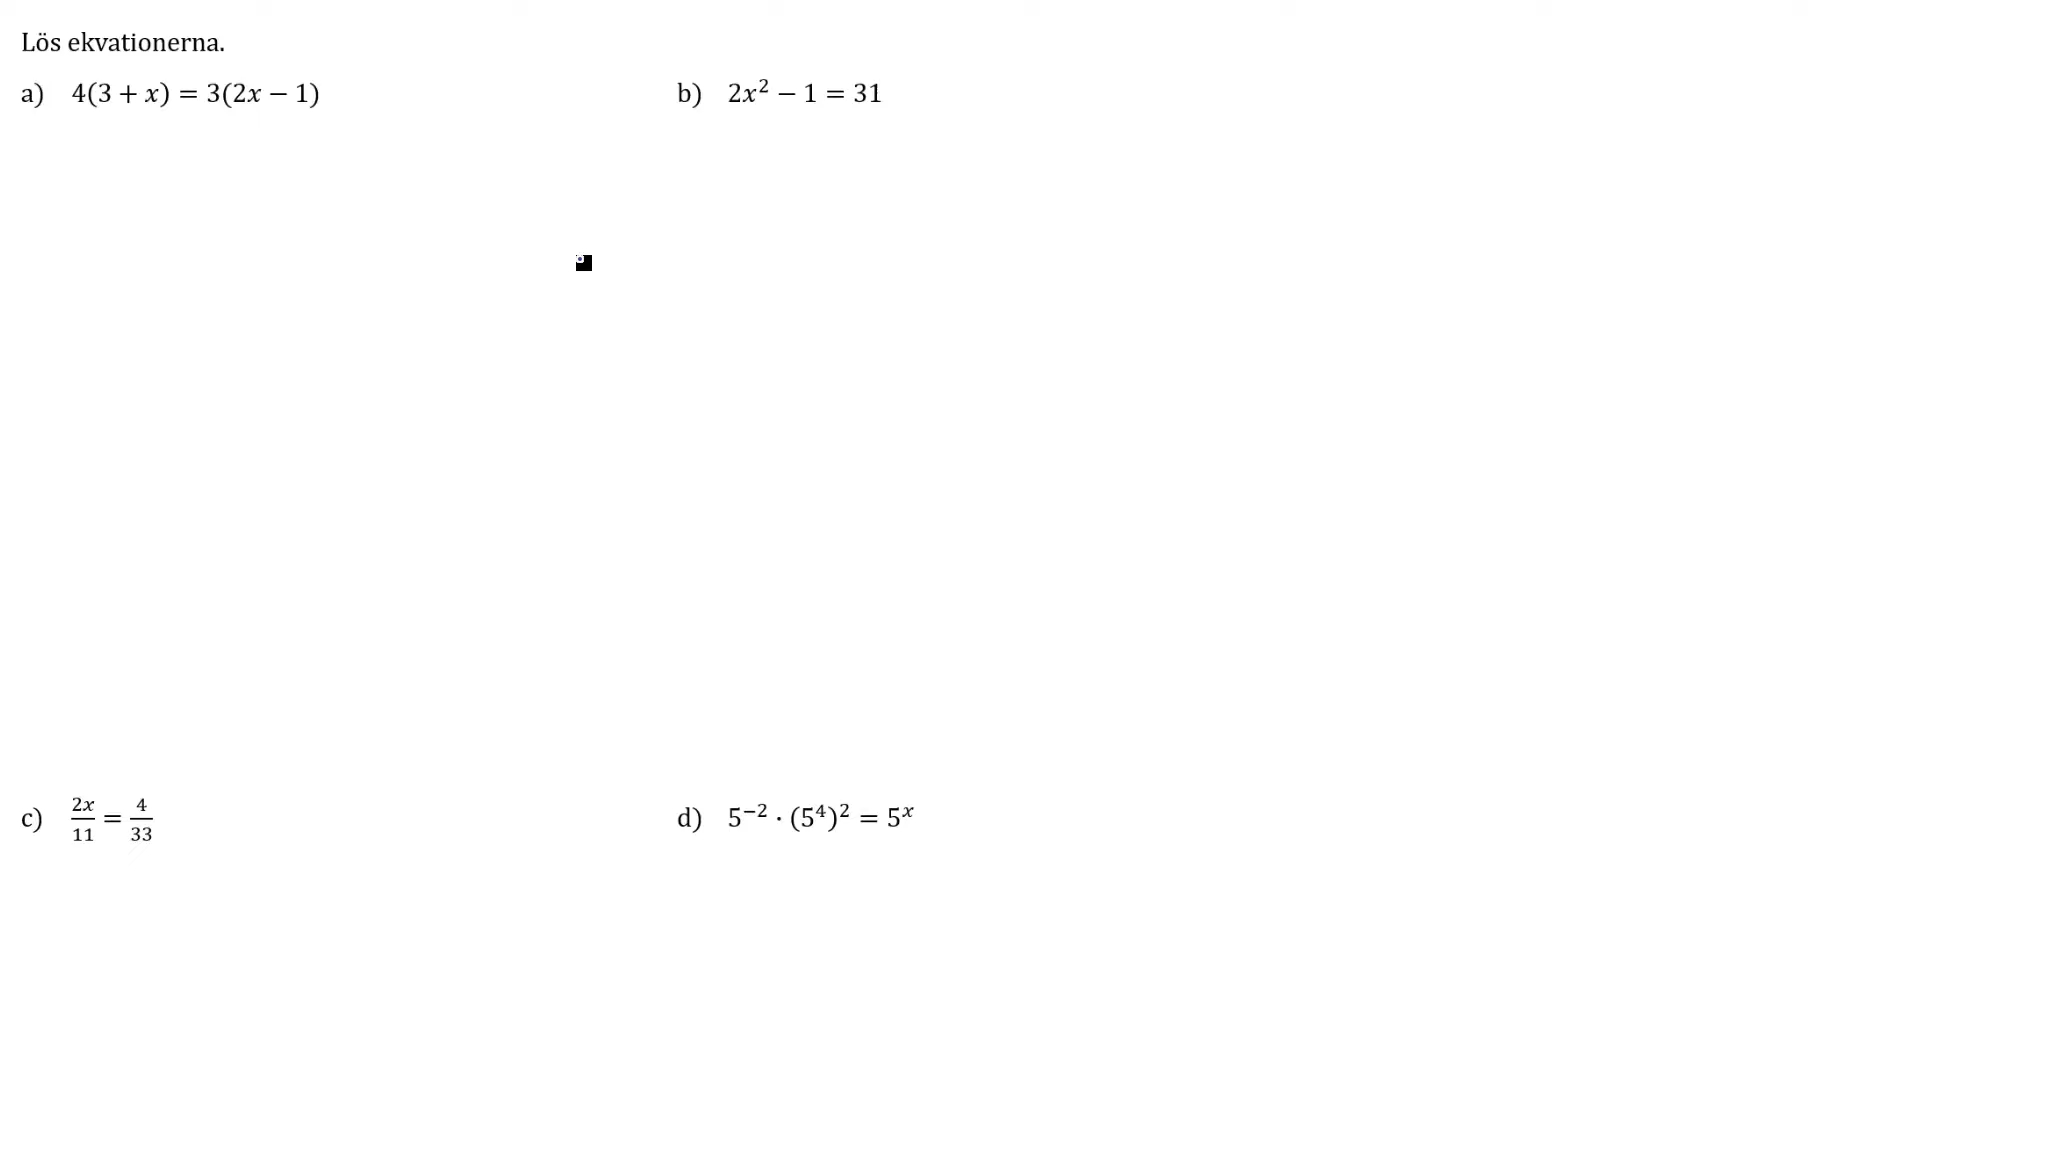 Lös ekvationerna.
a) 4(3 + x) = 3(2x − 1) b) 2x² − 1 = 31
c) 2x/11 = 4/33 d) 5⁻² · (5⁴)² = 5ˣ